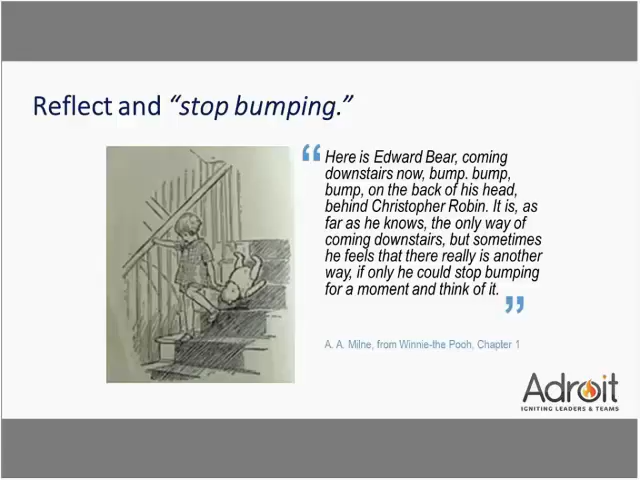 Reflect and “stop bumping.”
“
Here is Edward Bear, coming
downstairs now, bump. bump,
bump, on the back of his head,
behind Christopher Robin. It is, as
far as he knows, the only way of
coming downstairs, but sometimes
he feels that there really is another
way, if only he could stop bumping
for a moment and think of it.
”
A. A. Milne, from Winnie-the Pooh, Chapter 1
Adroit
IGNITING LEADERS & TEAMS